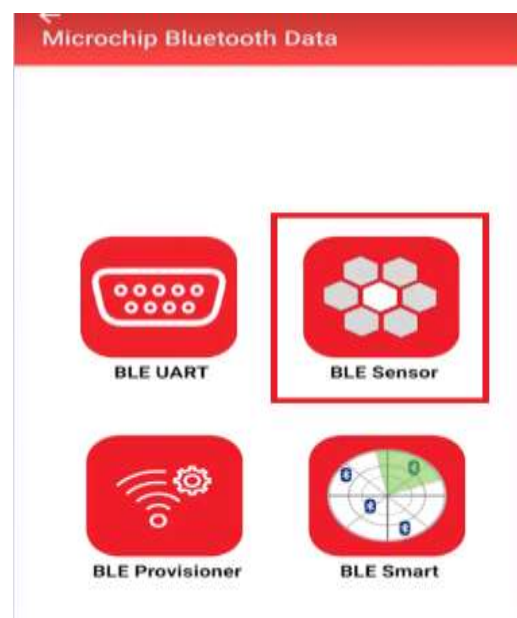 Microchip Bluetooth Data
BLE UART
BLE Sensor
BLE Provisioner
BLE Smart